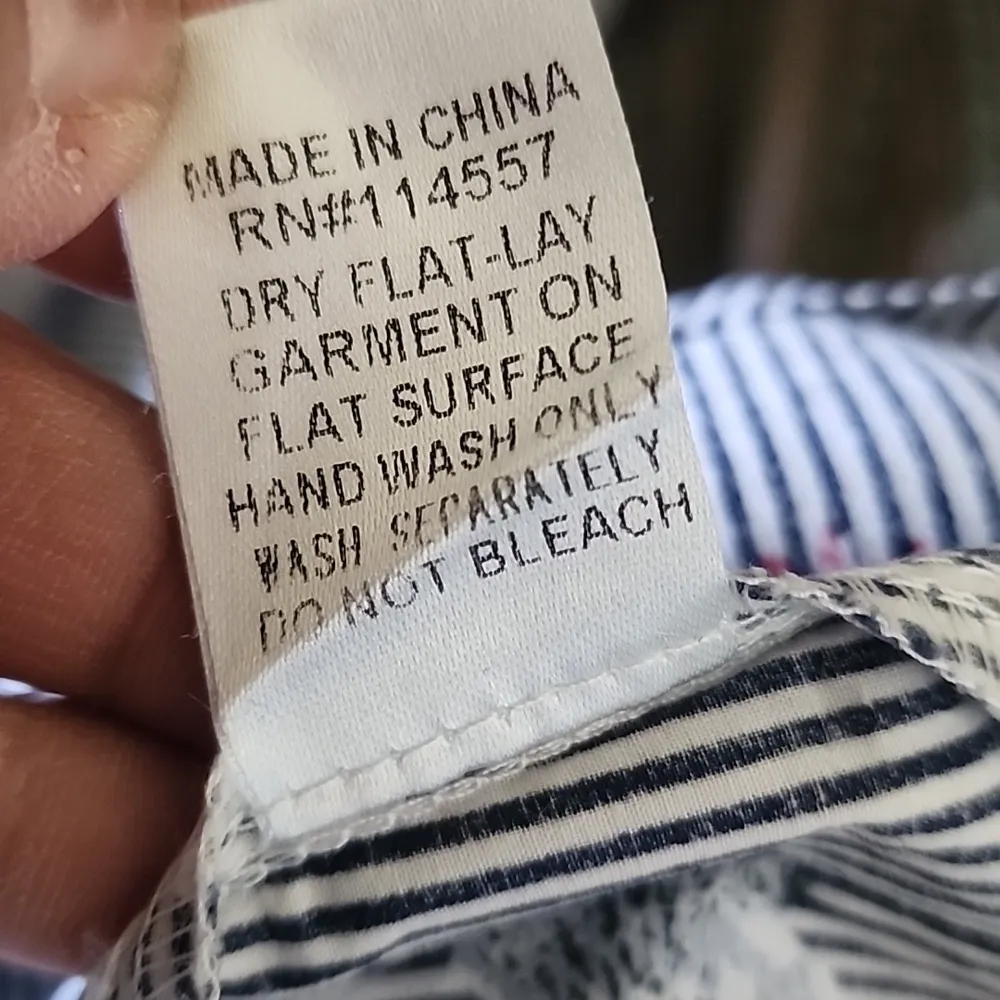 MADE IN CHINA
RN#114557
DRY FLAT-LAY
GARMENT ON
FLAT SURFACE
HAND WASH ONLY
WASH SEPARATELY
DO NOT BLEACH